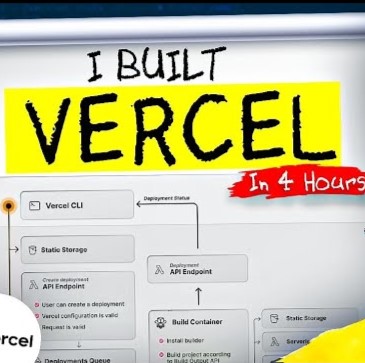 I BUILT
VERCEL
In 4 Hours
Deployment Status
Vercel CLI
Static Storage
Deployment
API Endpoint
Create deployment
API Endpoint
User can create a deployment
Vercel configuration is valid
Request is valid
Build Container
Install builder
Build project according
to Build Output API
Static Storage
Deployments Queue